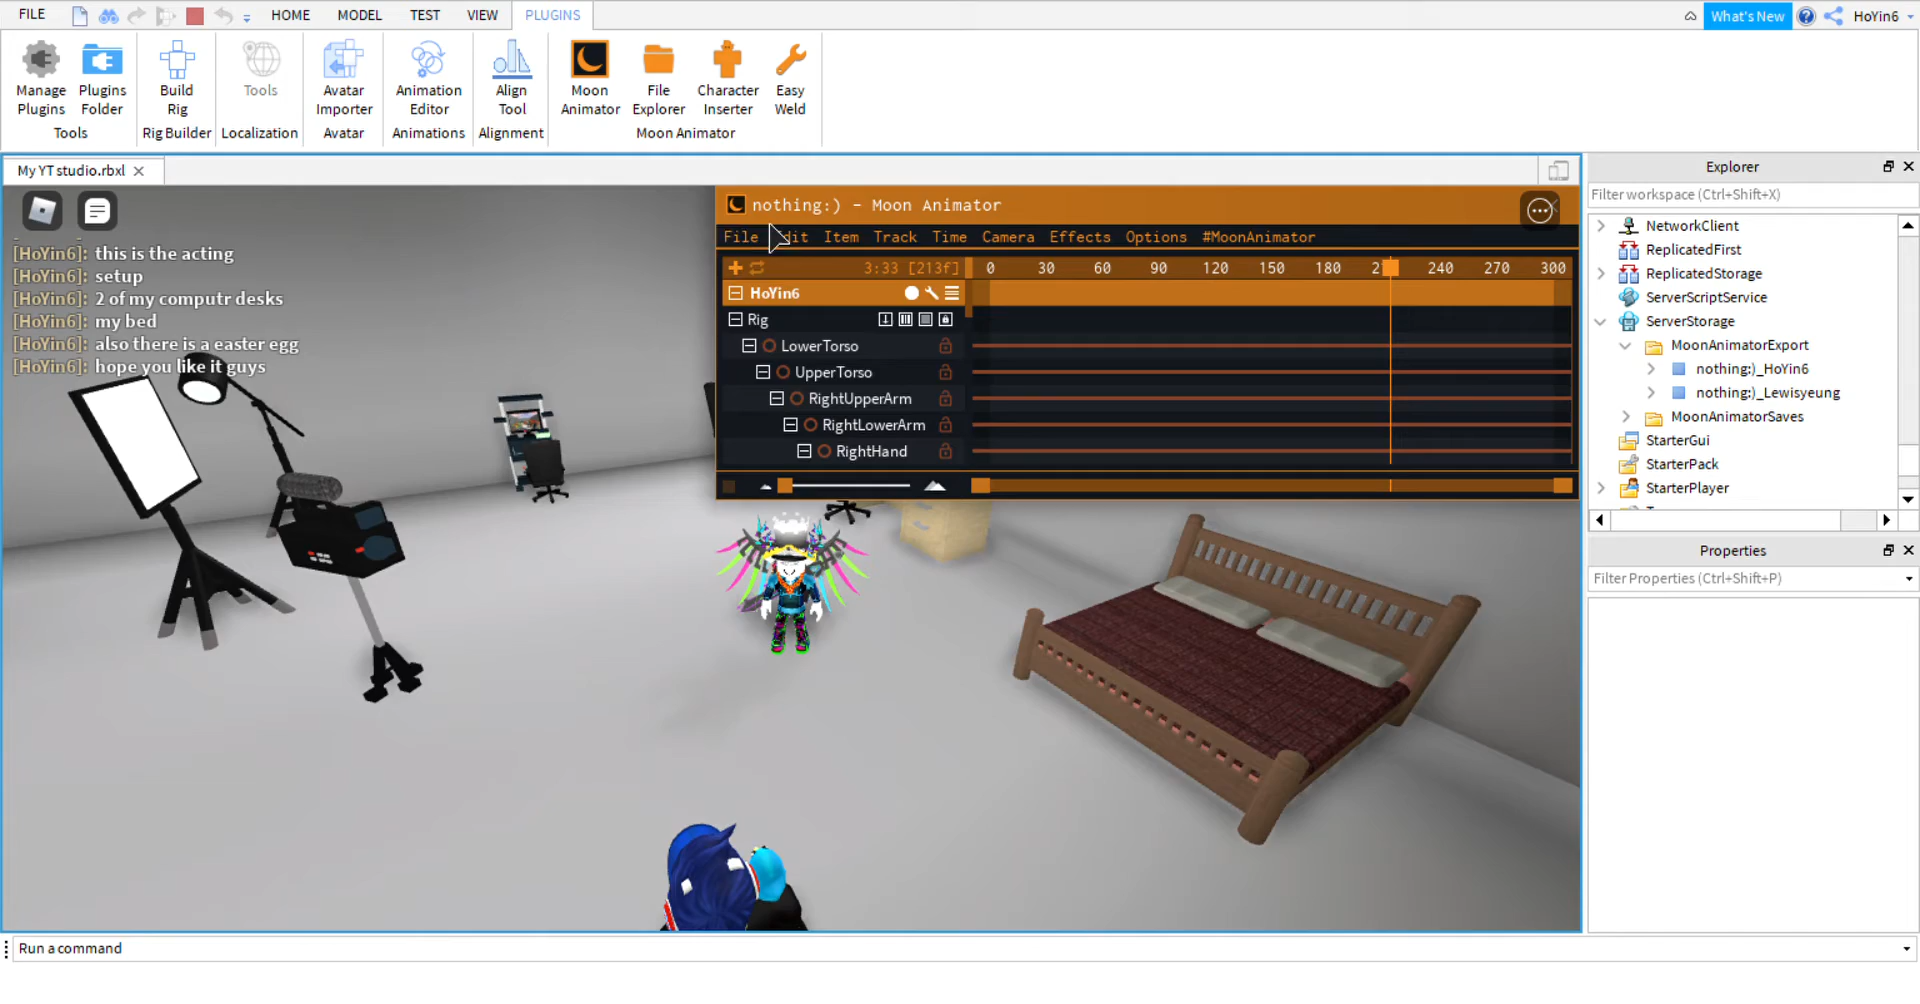 FILE HOME MODEL TEST VIEW PLUGINS What's New HoYin6
Manage Plugins
Plugins Folder
Tools
Build Rig
Rig Builder
Tools
Localization
Avatar Importer
Avatar
Animation Editor
Animations
Align Tool
Alignment
Moon Animator
File Explorer
Character Inserter
Easy Weld
Moon Animator
My YT studio.rbxl
[HoYin6]: this is the acting
[HoYin6]: setup
[HoYin6]: 2 of my computr desks
[HoYin6]: my bed
[HoYin6]: also there is a easter egg
[HoYin6]: hope you like it guys
nothing:) - Moon Animator
File Item Track Time Camera Effects Options #MoonAnimator
3:33 [213f] 0 30 60 90 120 150 180 240 270 300
HoYin6
Rig
LowerTorso
UpperTorso
RightUpperArm
RightLowerArm
RightHand
Explorer
Filter workspace (Ctrl+Shift+X)
NetworkClient
ReplicatedFirst
ReplicatedStorage
ServerScriptService
ServerStorage
MoonAnimatorExport
nothing:)_HoYin6
nothing:)_Lewisyeung
MoonAnimatorSaves
StarterGui
StarterPack
StarterPlayer
Properties
Filter Properties (Ctrl+Shift+P)
Run a command